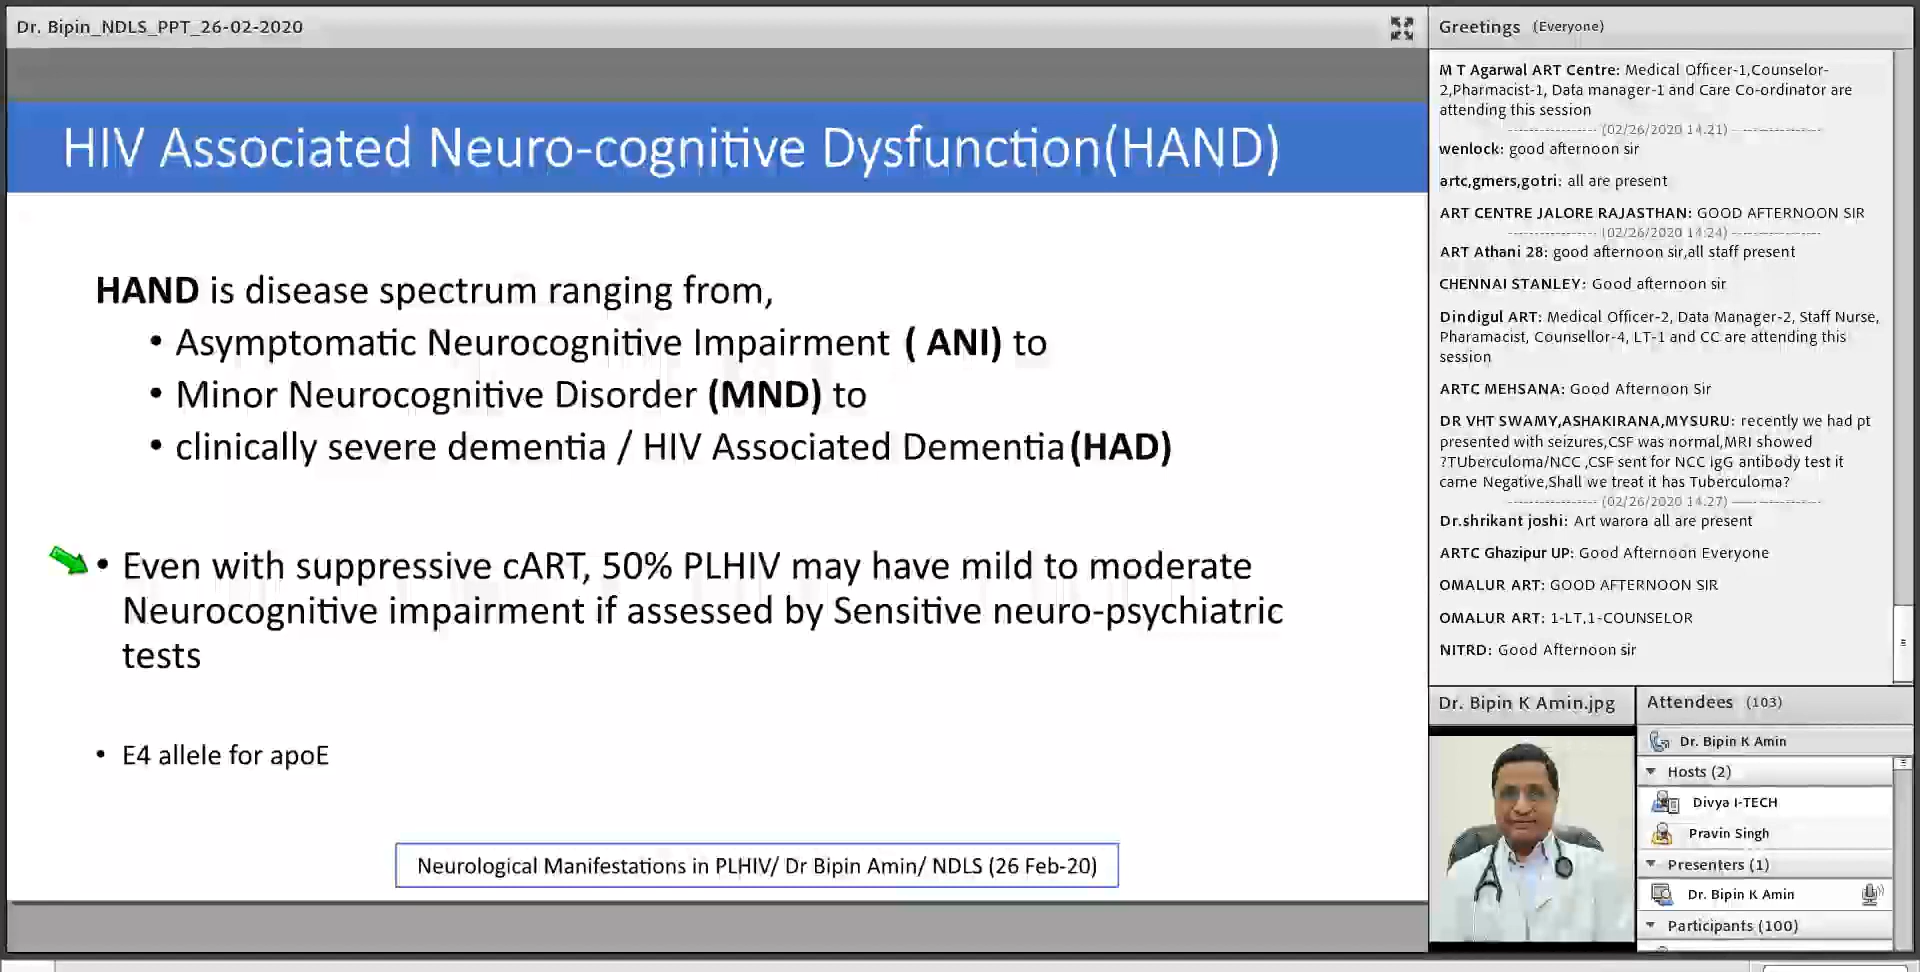 Dr. Bipin_NDLS_PPT_26-02-2020
HIV Associated Neuro-cognitive Dysfunction(HAND)
HAND is disease spectrum ranging from,
• Asymptomatic Neurocognitive Impairment ( ANI) to
• Minor Neurocognitive Disorder (MND) to
• clinically severe dementia / HIV Associated Dementia(HAD)
• Even with suppressive cART, 50% PLHIV may have mild to moderate
Neurocognitive impairment if assessed by Sensitive neuro-psychiatric
tests
• E4 allele for apoE
Neurological Manifestations in PLHIV/ Dr Bipin Amin/ NDLS (26 Feb-20)
Greetings (Everyone)
M T Agarwal ART Centre: Medical Officer-1,Counselor-
2,Pharmacist-1, Data manager-1 and Care Co-ordinator are
attending this session
----------------- (02/26/2020 14:21) -----------------
wenlock: good afternoon sir
artc,gmers,gotri: all are present
ART CENTRE JALORE RAJASTHAN: GOOD AFTERNOON SIR
----------------- (02/26/2020 14:24) -----------------
ART Athani 28: good afternoon sir,all staff present
CHENNAI STANLEY: Good afternoon sir
Dindigul ART: Medical Officer-2, Data Manager-2, Staff Nurse,
Pharamacist, Counsellor-4, LT-1 and CC are attending this
session
ARTC MEHSANA: Good Afternoon Sir
DR VHT SWAMY,ASHAKIRANA,MYSURU: recently we had pt
presented with seizures,CSF was normal,MRI showed
?TUberculoma/NCC ,CSF sent for NCC IgG antibody test it
came Negative,Shall we treat it has Tuberculoma?
----------------- (02/26/2020 14:27) -----------------
Dr.shrikant joshi: Art warora all are present
ARTC Ghazipur UP: Good Afternoon Everyone
OMALUR ART: GOOD AFTERNOON SIR
OMALUR ART: 1-LT,1-COUNSELOR
NITRD: Good Afternoon sir
Dr. Bipin K Amin.jpg
Attendees (103)
Dr. Bipin K Amin
Hosts (2)
Divya I-TECH
Pravin Singh
Presenters (1)
Dr. Bipin K Amin
Participants (100)